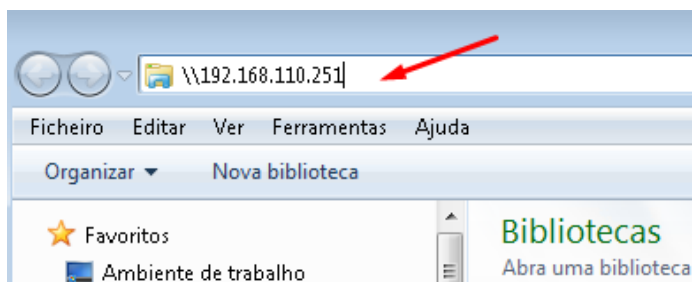 \\192.168.110.251
Ficheiro Editar Ver Ferramentas Ajuda
Organizar Nova biblioteca
Favoritos
Ambiente de trabalho
Bibliotecas
Abra uma biblioteca